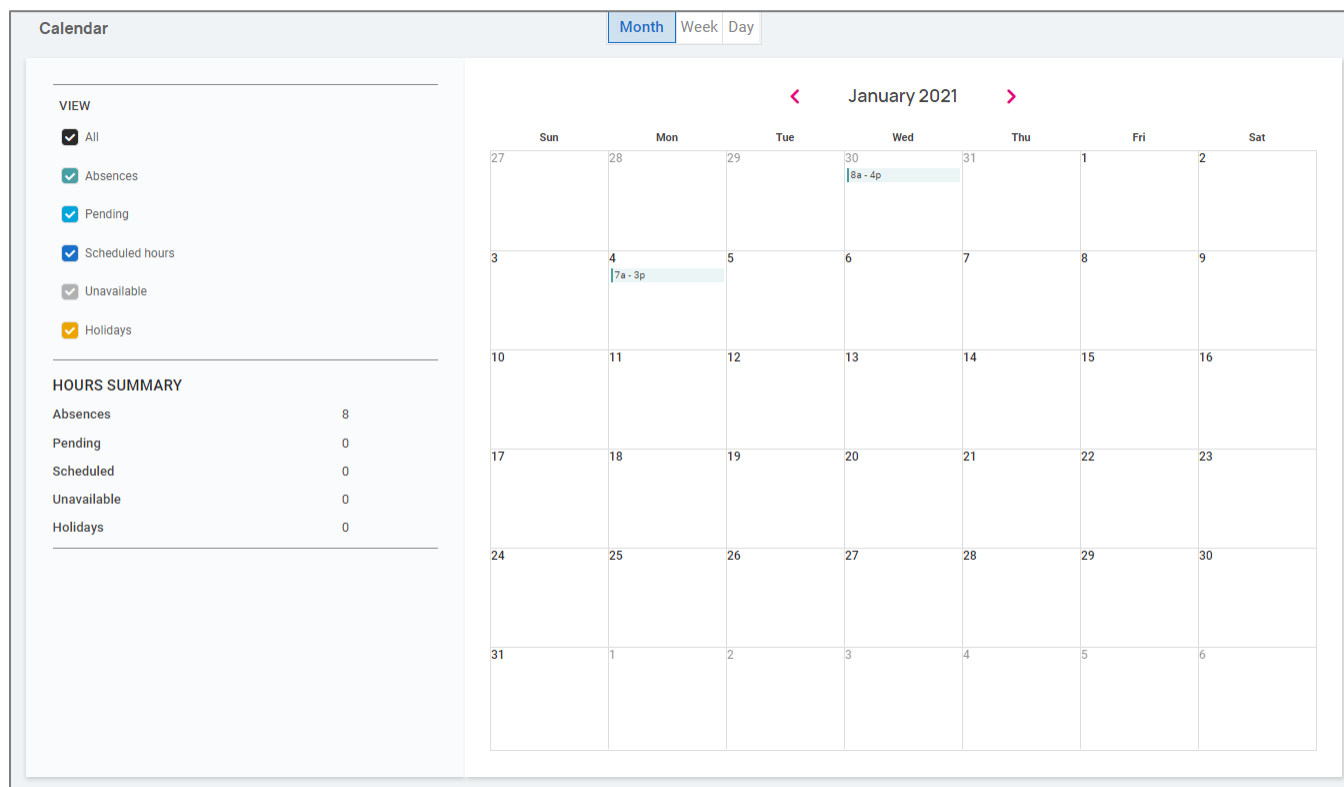 Calendar
Month Week Day
VIEW
All
Absences
Pending
Scheduled hours
Unavailable
Holidays
HOURS SUMMARY
Absences 8
Pending 0
Scheduled 0
Unavailable 0
Holidays 0
January 2021
Sun Mon Tue Wed Thu Fri Sat
27 28 29 30 31 1 2
8a - 4p
3 4 5 6 7 8 9
7a - 3p
10 11 12 13 14 15 16
17 18 19 20 21 22 23
24 25 26 27 28 29 30
31 1 2 3 4 5 6